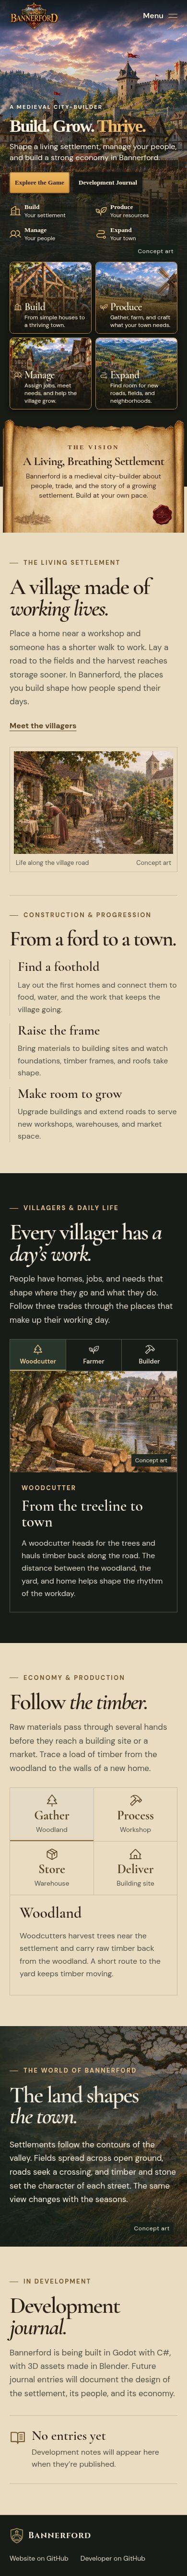 BANNERFORD
Menu
A MEDIEVAL CITY-BUILDER
Build. Grow. Thrive.
Shape a living settlement, manage your people,
and build a strong economy in Bannerford.
Explore the Game
Development Journal
Build
Your settlement
Produce
Your resources
Manage
Your people
Expand
Your town
Concept art
Build
From simple houses to
a thriving town.
Produce
Gather, farm, and craft
what your town needs.
Manage
Assign jobs, meet
needs, and help the
village grow.
Expand
Find room for new
roads, fields, and
neighborhoods.
THE VISION
A Living, Breathing Settlement
Bannerford is a medieval city-builder about
people, trade, and the story of a growing
settlement. Build at your own pace.
THE LIVING SETTLEMENT
A village made of
working lives.
Place a home near a workshop and
someone has a shorter walk to work. Lay a
road to the fields and the harvest reaches
storage sooner. In Bannerford, the places
you build shape how people spend their
days.
Meet the villagers
Life along the village road
Concept art
CONSTRUCTION & PROGRESSION
From a ford to a town.
Find a foothold
Lay out the first homes and connect them to
food, water, and the work that keeps the
village going.
Raise the frame
Bring materials to building sites and watch
foundations, timber frames, and roofs take
shape.
Make room to grow
Upgrade buildings and extend roads to serve
new workshops, warehouses, and market
space.
VILLAGERS & DAILY LIFE
Every villager has a
day's work.
People have homes, jobs, and needs that
shape where they go and what they do.
Follow three trades through the places that
make up their working day.
Woodcutter
Farmer
Builder
Concept art
WOODCUTTER
From the treeline to
town
A woodcutter heads for the trees and
hauls timber back along the road. The
distance between the woodland, the
yard, and home helps shape the rhythm
of the workday.
ECONOMY & PRODUCTION
Follow the timber.
Raw materials pass through several hands
before they reach a building site or a
market. Trace a load of timber from the
woodland to the walls of a new home.
Gather
Woodland
Process
Workshop
Store
Warehouse
Deliver
Building site
Woodland
Woodcutters harvest trees near the
settlement and carry raw timber back
from the woodland. A short route to the
yard keeps timber moving.
THE WORLD OF BANNERFORD
The land shapes
the town.
Settlements follow the contours of the
valley. Fields spread across open ground,
roads seek a crossing, and timber and stone
set the character of each street. The same
view changes with the seasons.
Concept art
IN DEVELOPMENT
Development
journal.
Bannerford is being built in Godot with C#,
with 3D assets made in Blender. Future
journal entries will document the design of
the settlement, its people, and its economy.
No entries yet
Development notes will appear here
when they're published.
BANNERFORD
Website on GitHub
Developer on GitHub